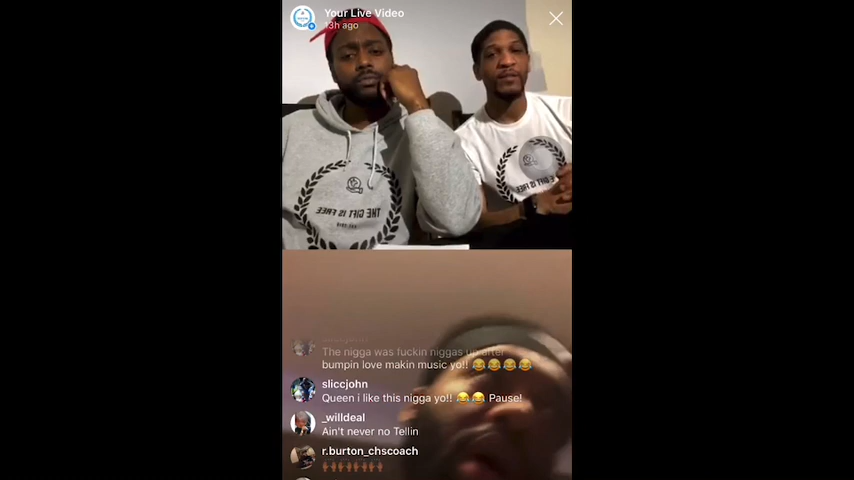 Your Live Video
13h ago
THE GIFT IS FREE
THE GIFT IS FREE
The nigga was fuckin niggas up after
bumpin love makin music yo!! 😂😂😂😂
sliccjohn
Queen i like this nigga yo!! 😂😂 Pause!
_willdeal
Ain't never no Tellin
r.burton_chscoach
🙌🏾🙌🏾🙌🏾🙌🏾🙌🏾🙌🏾